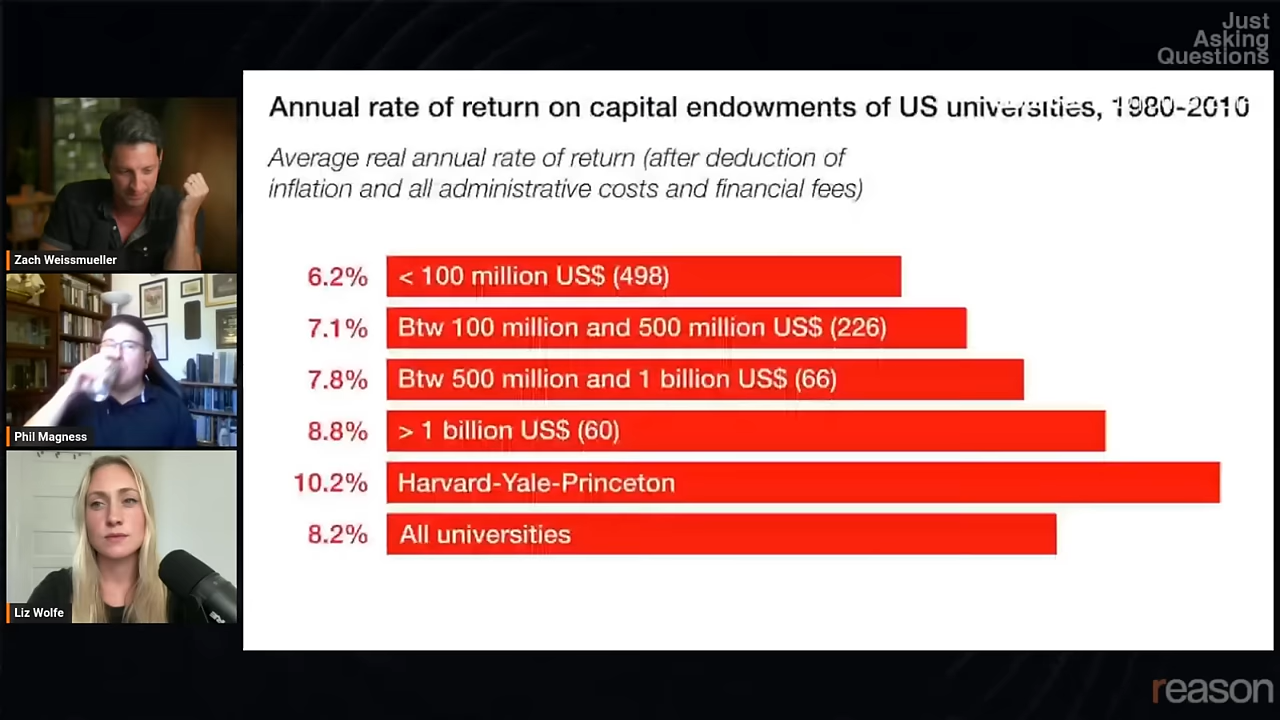 Just
Asking
Questions
Annual rate of return on capital endowments of US universities, 1980-2010
Average real annual rate of return (after deduction of
inflation and all administrative costs and financial fees)
6.2% < 100 million US$ (498)
7.1% Btw 100 million and 500 million US$ (226)
7.8% Btw 500 million and 1 billion US$ (66)
8.8% > 1 billion US$ (60)
10.2% Harvard-Yale-Princeton
8.2% All universities
Zach Weissmueller
Phil Magness
Liz Wolfe
reason